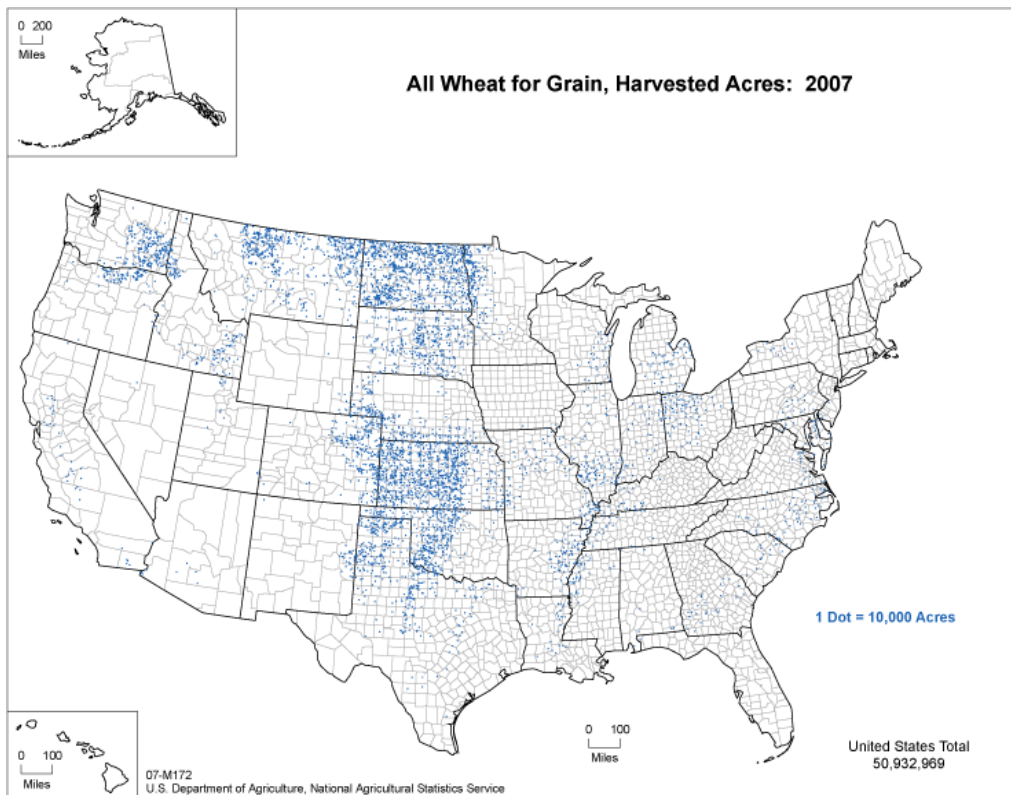 0 200
Miles
All Wheat for Grain, Harvested Acres: 2007
1 Dot = 10,000 Acres
0 100
Miles
0 100
Miles
07-M172
U.S. Department of Agriculture, National Agricultural Statistics Service
United States Total
50,932,969